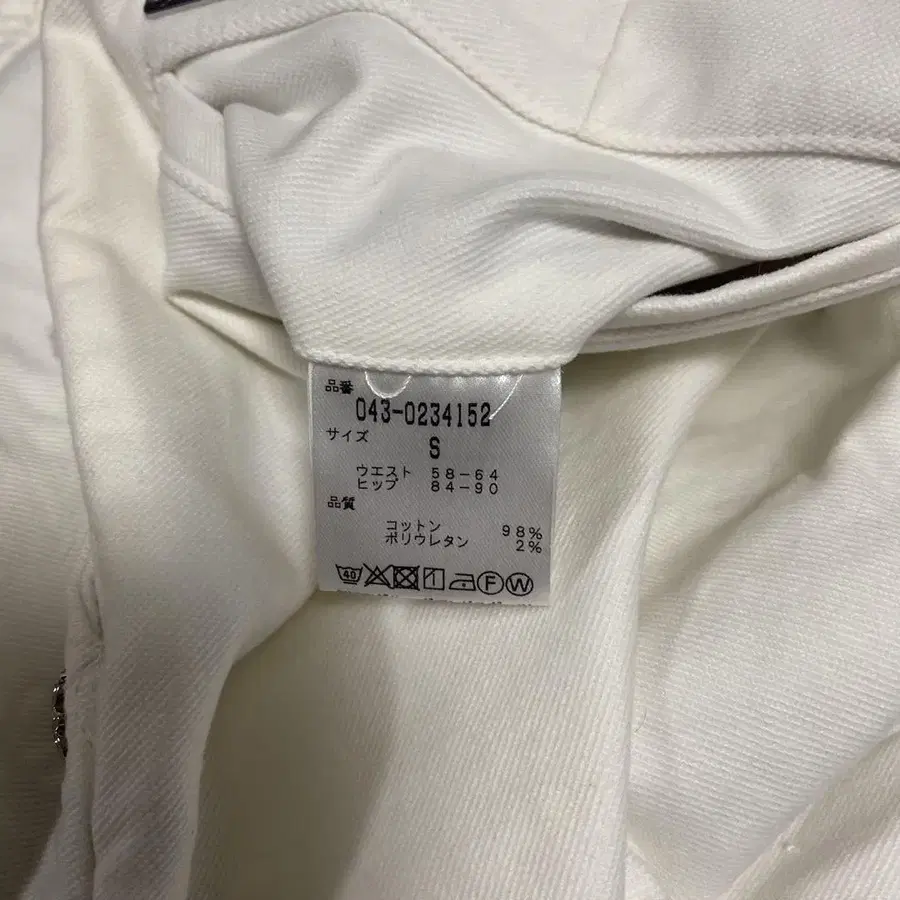 品番
043-0234152
サイズ
S
ウエスト 58-64
ヒップ 84-90
品質
コットン 98%
ポリウレタン 2%
40 F W